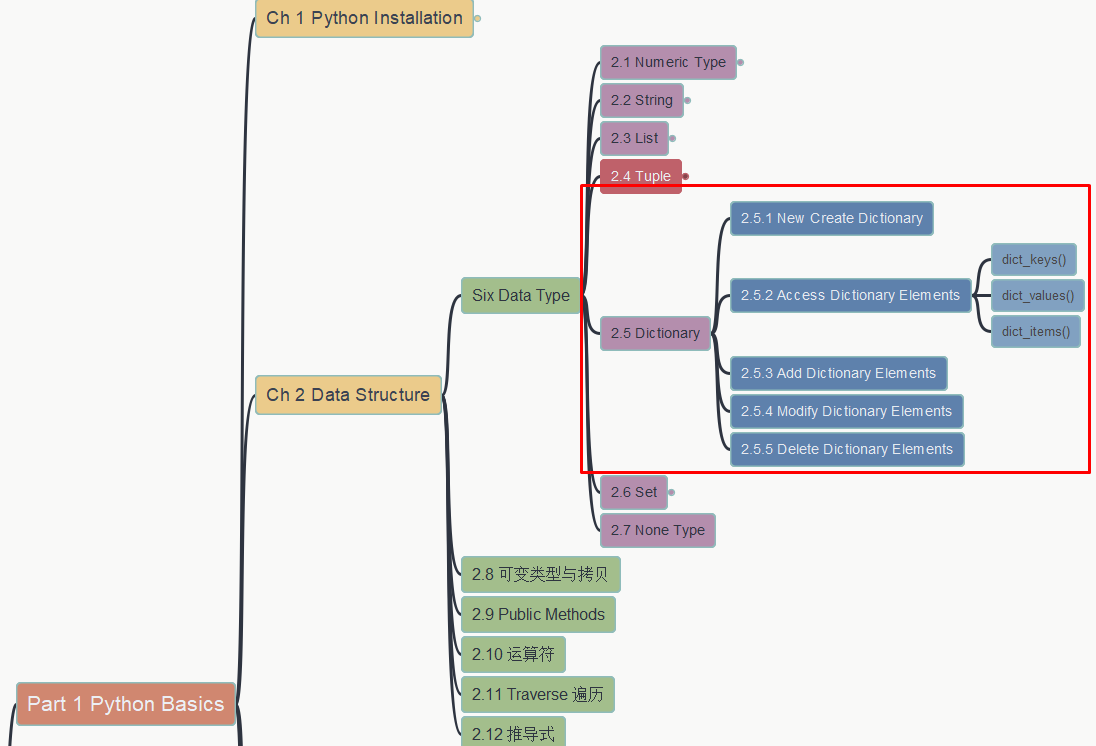 Ch 1 Python Installation
2.1 Numeric Type
2.2 String
2.3 List
2.4 Tuple
2.5.1 New Create Dictionary
dict_keys()
Six Data Type
2.5.2 Access Dictionary Elements
dict_values()
dict_items()
2.5 Dictionary
2.5.3 Add Dictionary Elements
Ch 2 Data Structure
2.5.4 Modify Dictionary Elements
2.5.5 Delete Dictionary Elements
2.6 Set
2.7 None Type
2.8 可变类型与拷贝
2.9 Public Methods
2.10 运算符
2.11 Traverse 遍历
Part 1 Python Basics
2.12 推导式